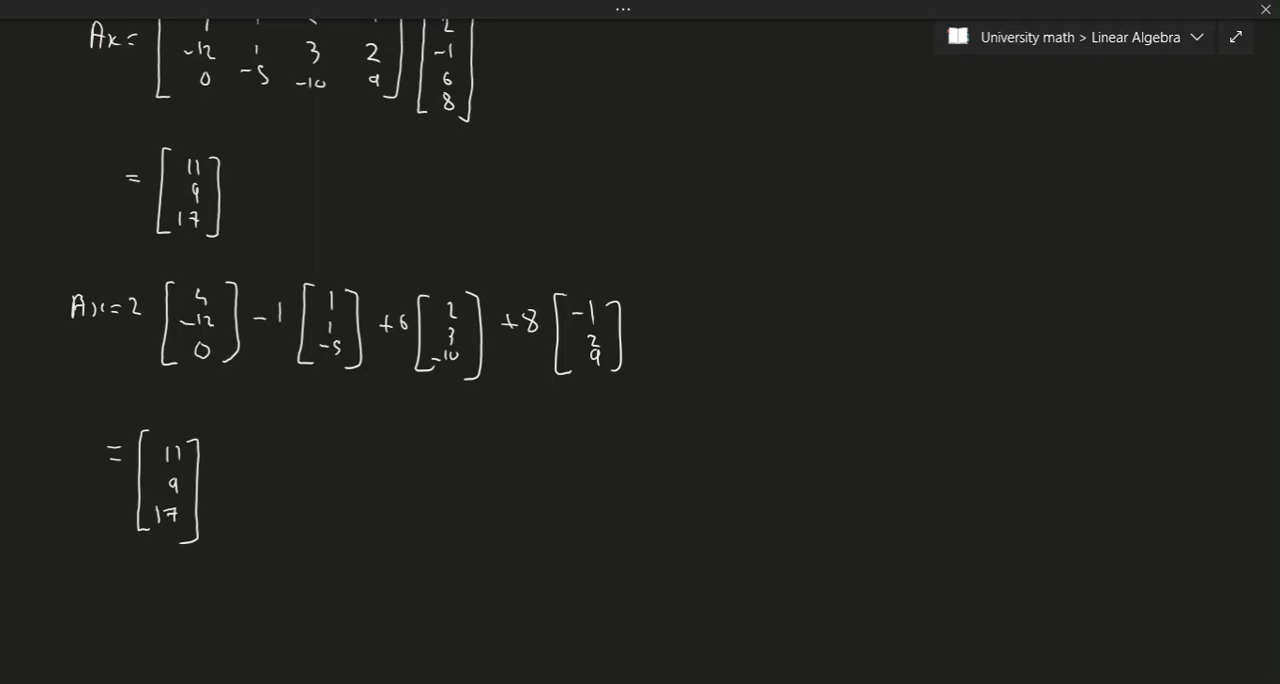 ...
University math > Linear Algebra
Ax =
2
-12 1 3 2 -1
0 -5 -10 9 6
8
= [ 11
9
17 ]
Ax = 2 [ 4 -12 0 ] - 1 [ 1 1 -5 ] + 6 [ 2 3 -10 ] + 8 [ -1 2 9 ]
= [ 11
9
17 ]